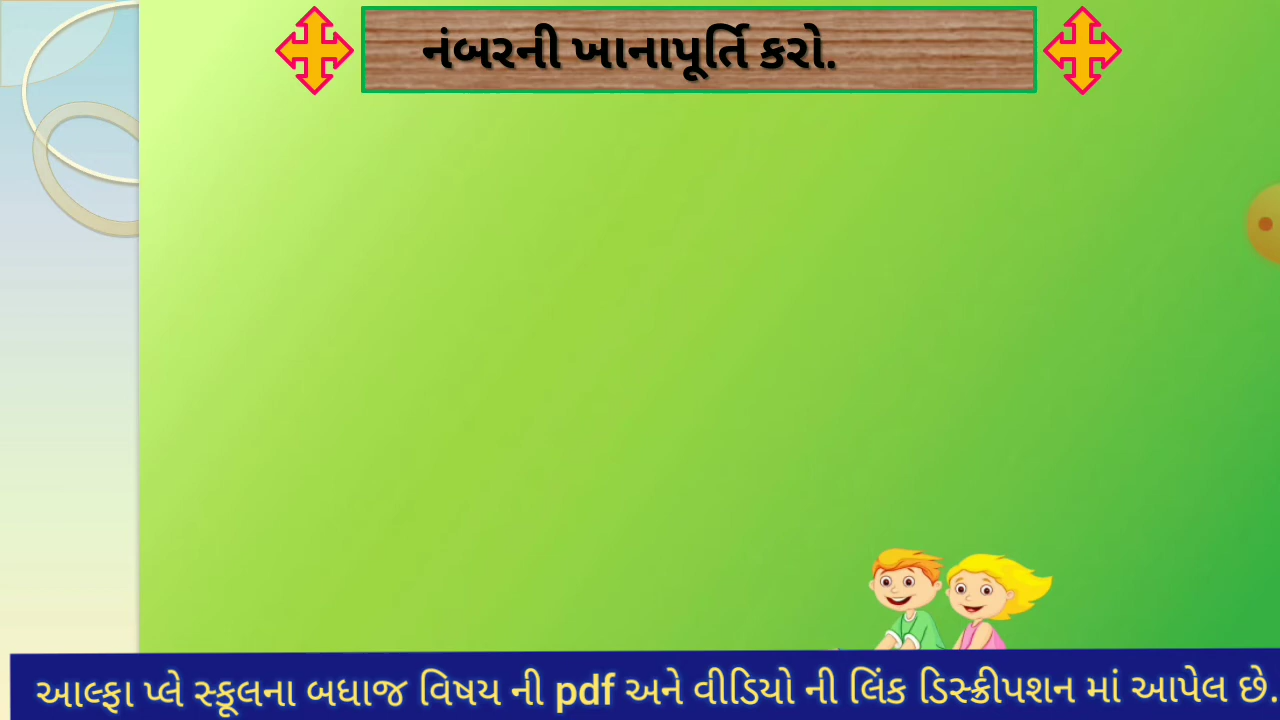 નંબરની ખાનાપૂર્તિ કરો.
આલ્ફા પ્લે સ્કૂલના બધાજ વિષય ની pdf અને વીડિયો ની લિંક ડિસ્ક્રીપશન માં આપેલ છે.